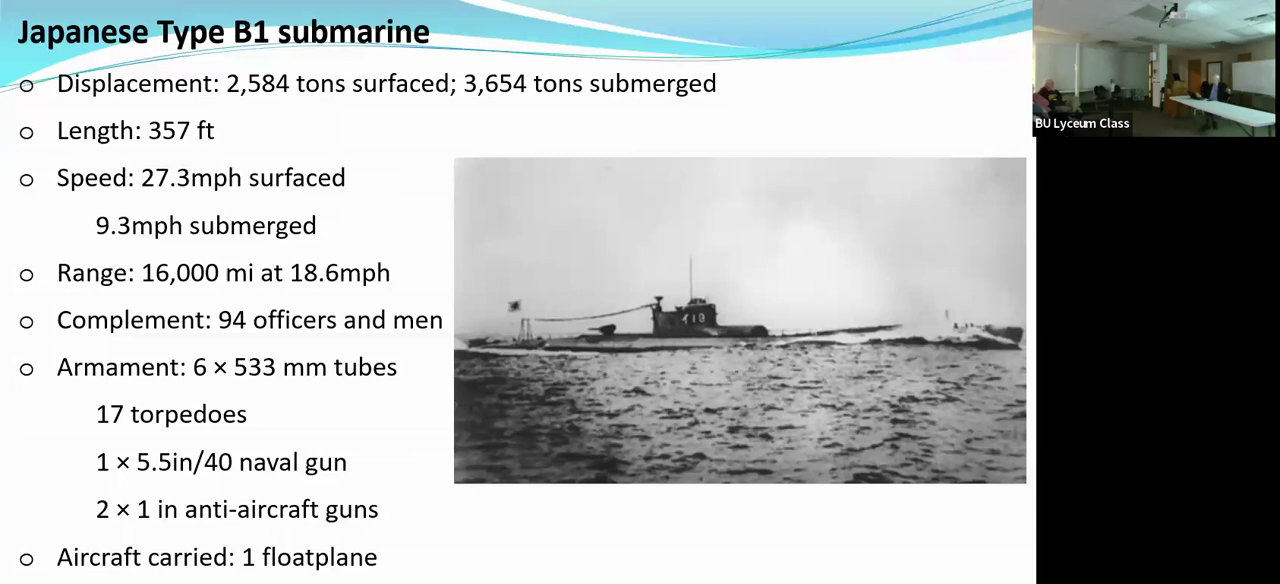 Japanese Type B1 submarine
o Displacement: 2,584 tons surfaced; 3,654 tons submerged
o Length: 357 ft
o Speed: 27.3mph surfaced
9.3mph submerged
o Range: 16,000 mi at 18.6mph
o Complement: 94 officers and men
o Armament: 6 × 533 mm tubes
17 torpedoes
1 × 5.5in/40 naval gun
2 × 1 in anti-aircraft guns
o Aircraft carried: 1 floatplane
BU Lyceum Class